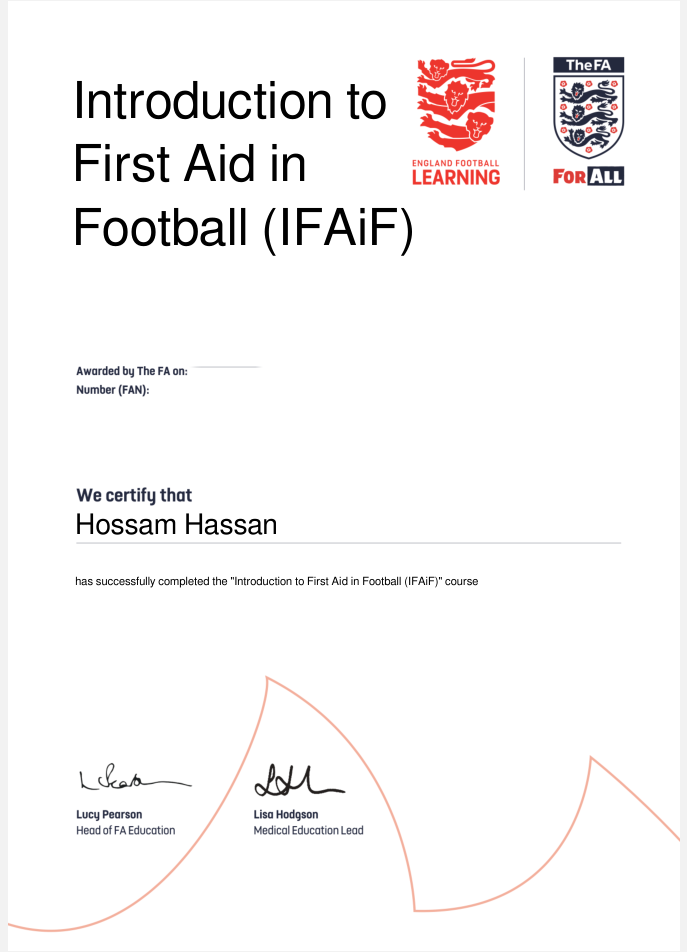 Introduction to
First Aid in
Football (IFAiF)
ENGLAND FOOTBALL
LEARNING
The FA
FOR ALL
Awarded by The FA on:
Number (FAN):
We certify that
Hossam Hassan
has successfully completed the "Introduction to First Aid in Football (IFAiF)" course
Lucy Pearson
Head of FA Education
Lisa Hodgson
Medical Education Lead